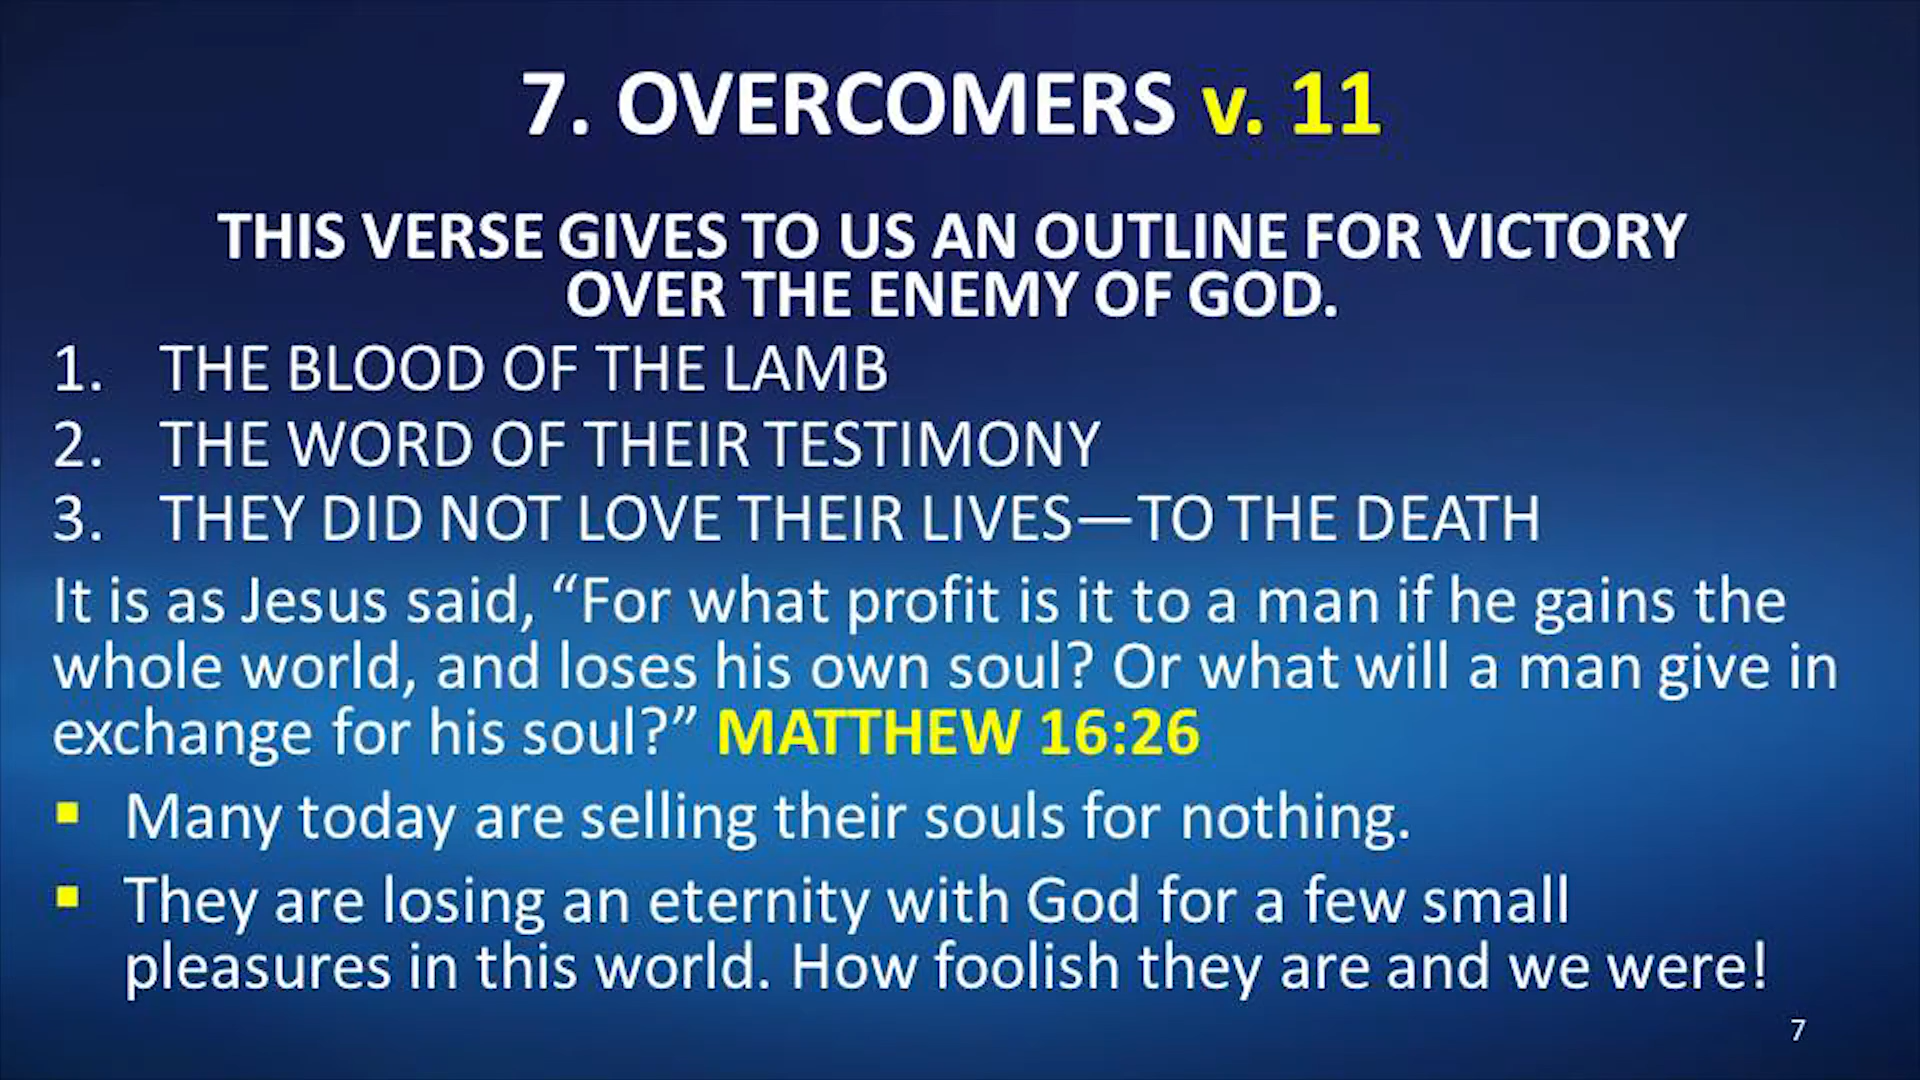 7. OVERCOMERS v. 11
THIS VERSE GIVES TO US AN OUTLINE FOR VICTORY
OVER THE ENEMY OF GOD.
1. THE BLOOD OF THE LAMB
2. THE WORD OF THEIR TESTIMONY
3. THEY DID NOT LOVE THEIR LIVES—TO THE DEATH
It is as Jesus said, “For what profit is it to a man if he gains the
whole world, and loses his own soul? Or what will a man give in
exchange for his soul?” MATTHEW 16:26
▪ Many today are selling their souls for nothing.
▪ They are losing an eternity with God for a few small
pleasures in this world. How foolish they are and we were!
7